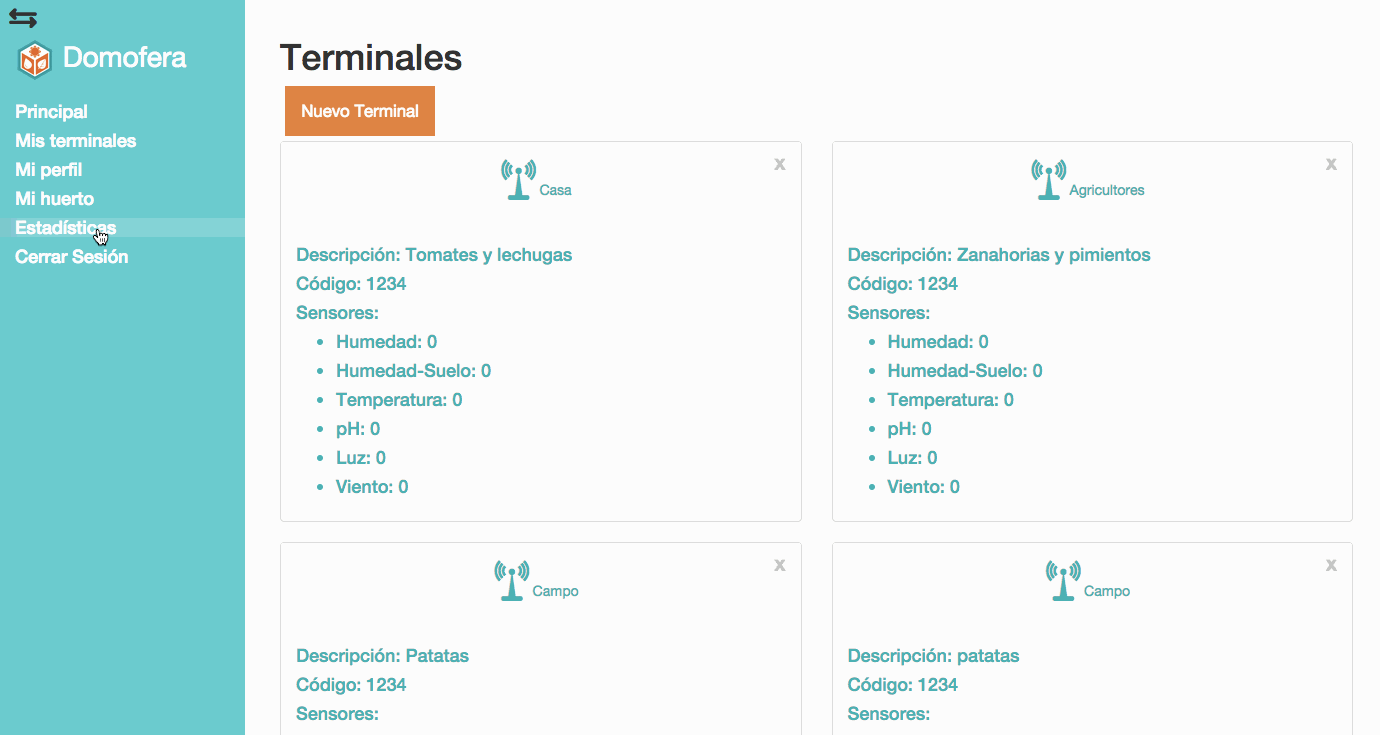 Domofera
Principal
Mis terminales
Mi perfil
Mi huerto
Estadísticas
Cerrar Sesión
Terminales
Nuevo Terminal
x
Casa
Descripción: Tomates y lechugas
Código: 1234
Sensores:
Humedad: 0
Humedad-Suelo: 0
Temperatura: 0
pH: 0
Luz: 0
Viento: 0
x
Agricultores
Descripción: Zanahorias y pimientos
Código: 1234
Sensores:
Humedad: 0
Humedad-Suelo: 0
Temperatura: 0
pH: 0
Luz: 0
Viento: 0
x
Campo
Descripción: Patatas
Código: 1234
Sensores:
x
Campo
Descripción: patatas
Código: 1234
Sensores: